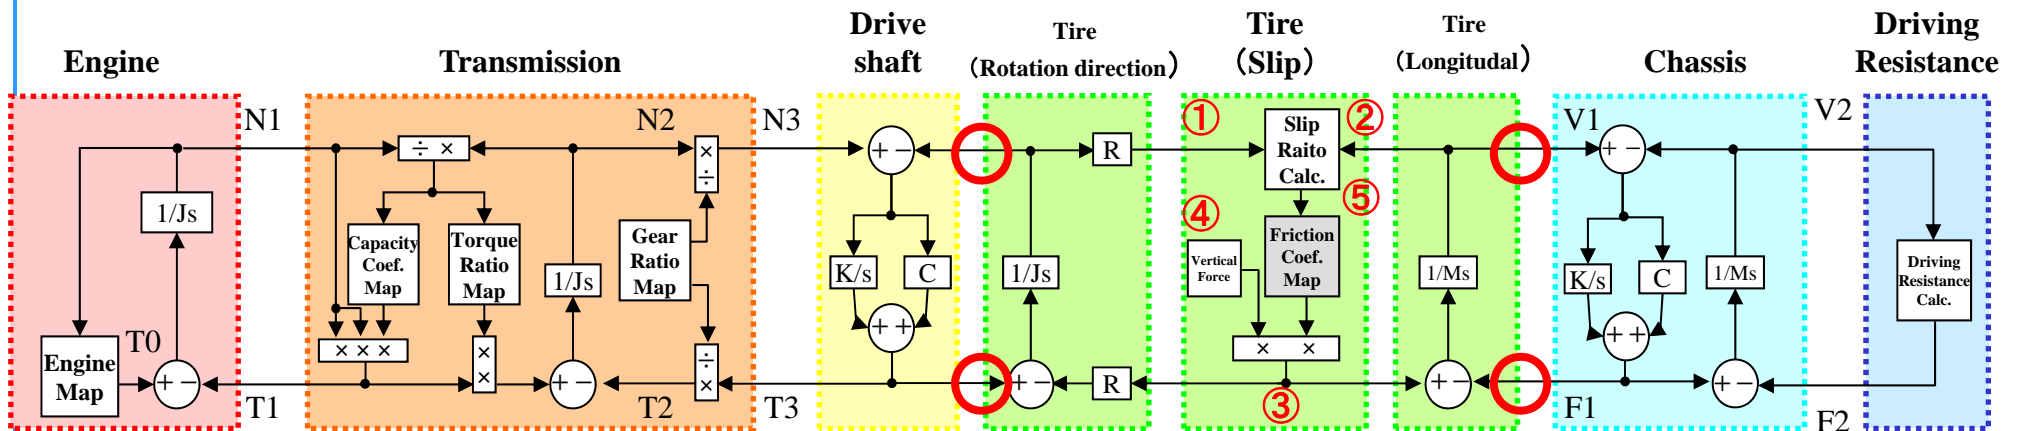 Engine
Transmission
Drive
shaft
Tire
(Rotation direction)
Tire
(Slip)
Tire
(Longitudal)
Chassis
Driving
Resistance
N1
1/Js
T0
Engine
Map
+ −
T1
÷ ×
N2
×
÷
N3
Capacity
Coef.
Map
Torque
Ratio
Map
1/Js
Gear
Ratio
Map
× × ×
×
×
+ −
T2
÷
×
T3
+ −
K/s
C
+ +
R
1/Js
+ −
R
①
Slip
Raito
Calc.
②
④
⑤
Vertical
Force
Friction
Coef.
Map
× ×
③
1/Ms
+ −
V1
+ −
K/s
C
1/Ms
+ +
+ −
F1
V2
Driving
Resistance
Calc.
F2